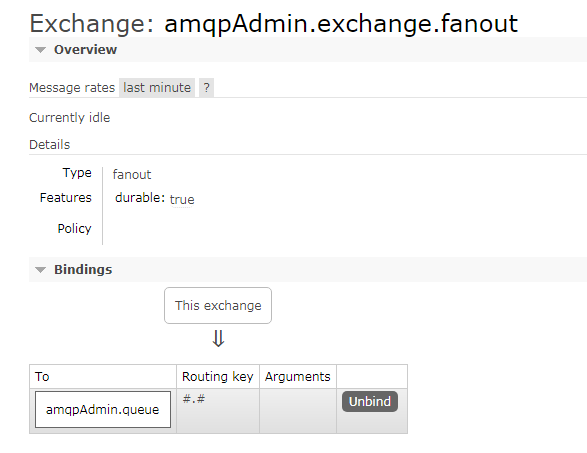 Exchange: amqpAdmin.exchange.fanout
Overview
Message rates last minute ?
Currently idle
Details
Type fanout
Features durable: true
Policy
Bindings
This exchange
⇓
To Routing key Arguments
amqpAdmin.queue #.# Unbind